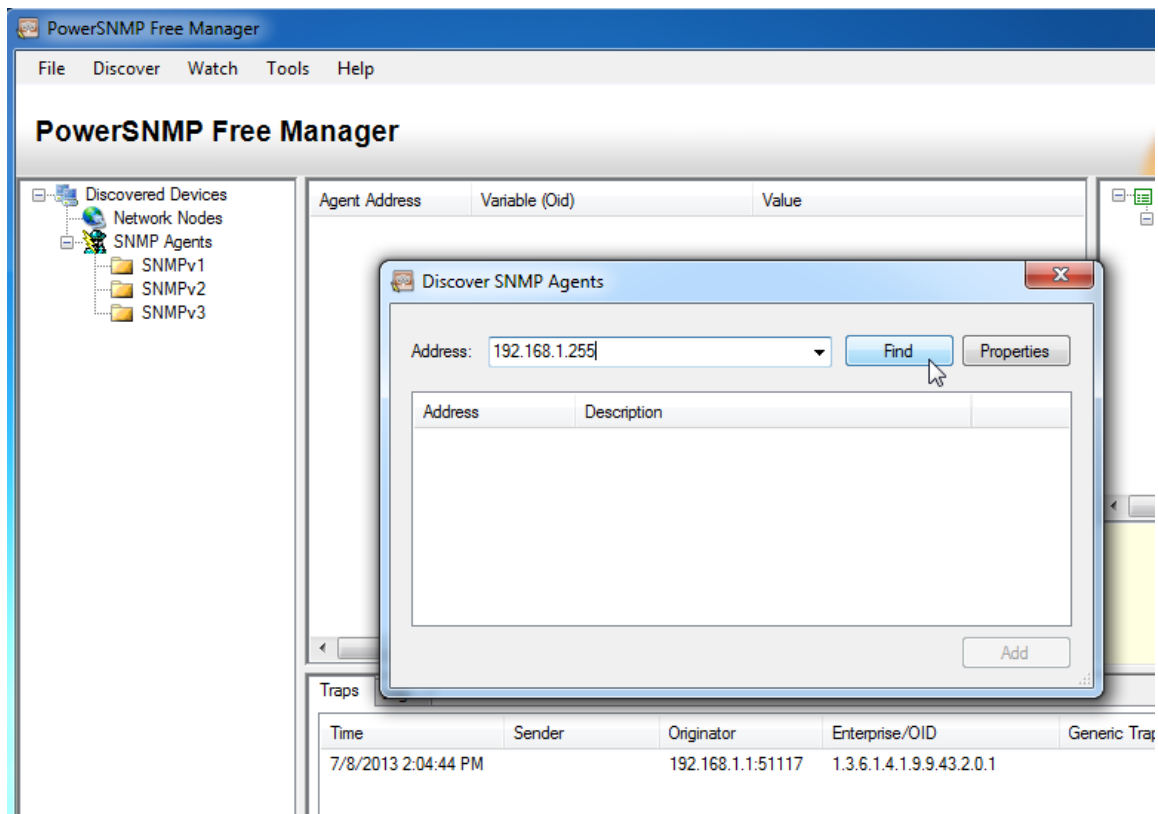 PowerSNMP Free Manager
File Discover Watch Tools Help
PowerSNMP Free Manager
Discovered Devices
Network Nodes
SNMP Agents
SNMPv1
SNMPv2
SNMPv3
Agent Address Variable (Oid) Value
Discover SNMP Agents
Address: 192.168.1.255 Find Properties
Address Description
Add
Traps
Time Sender Originator Enterprise/OID Generic Trap
7/8/2013 2:04:44 PM 192.168.1.1:51117 1.3.6.1.4.1.9.9.43.2.0.1